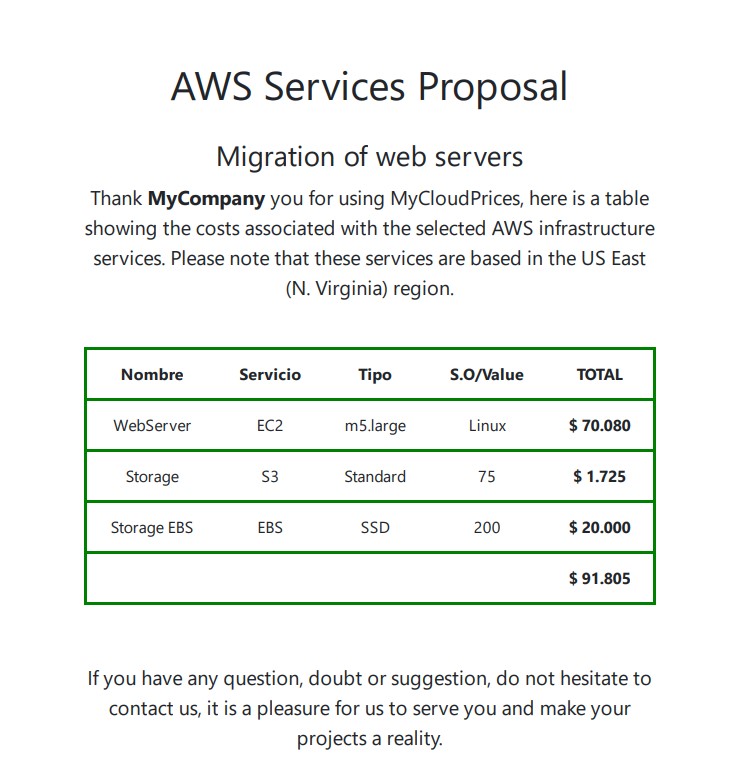 AWS Services Proposal
Migration of web servers
Thank MyCompany you for using MyCloudPrices, here is a table
showing the costs associated with the selected AWS infrastructure
services. Please note that these services are based in the US East
(N. Virginia) region.
Nombre Servicio Tipo S.O/Value TOTAL
WebServer EC2 m5.large Linux $ 70.080
Storage S3 Standard 75 $ 1.725
Storage EBS EBS SSD 200 $ 20.000
$ 91.805
If you have any question, doubt or suggestion, do not hesitate to
contact us, it is a pleasure for us to serve you and make your
projects a reality.